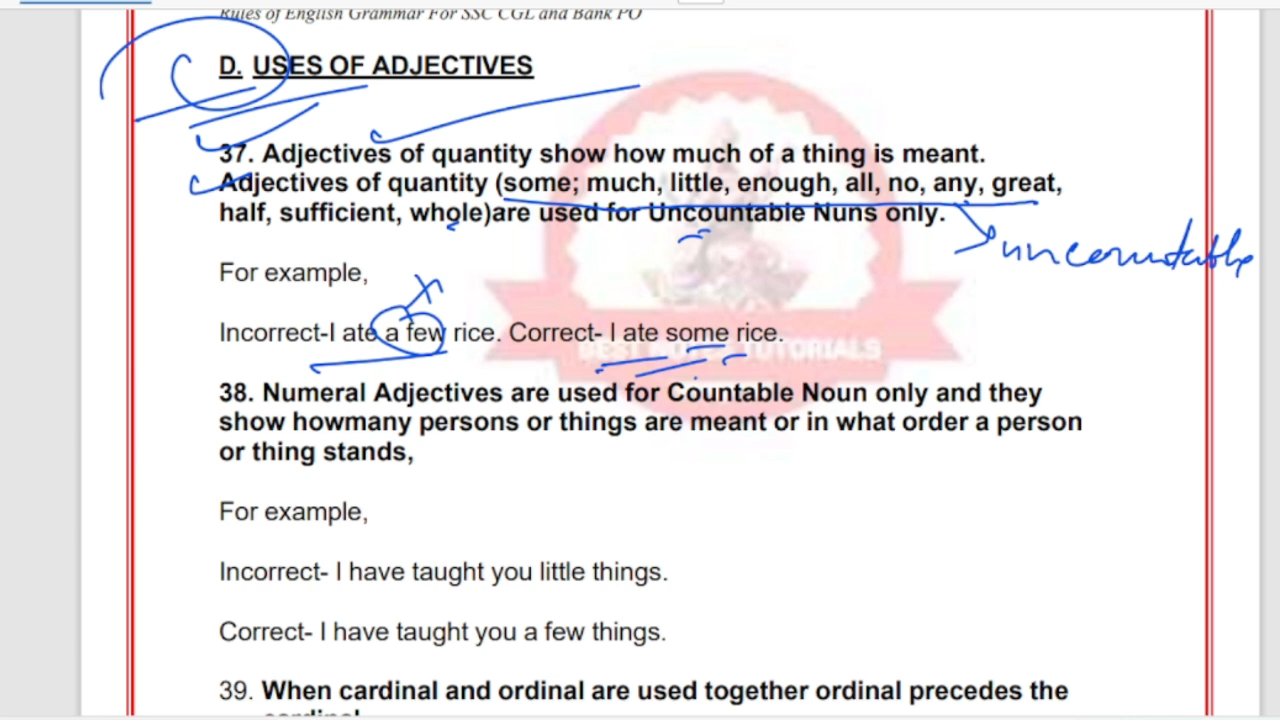 Rules of English Grammar For SSC CGL and Bank PO
D. USES OF ADJECTIVES
37. Adjectives of quantity show how much of a thing is meant.
Adjectives of quantity (some; much, little, enough, all, no, any, great,
half, sufficient, whole)are used for Uncountable Nuns only.
uncountable
For example,
Incorrect-I ate a few rice. Correct- I ate some rice.
BEST TUTORIALS
38. Numeral Adjectives are used for Countable Noun only and they
show howmany persons or things are meant or in what order a person
or thing stands,
For example,
Incorrect- I have taught you little things.
Correct- I have taught you a few things.
39. When cardinal and ordinal are used together ordinal precedes the
cardinal